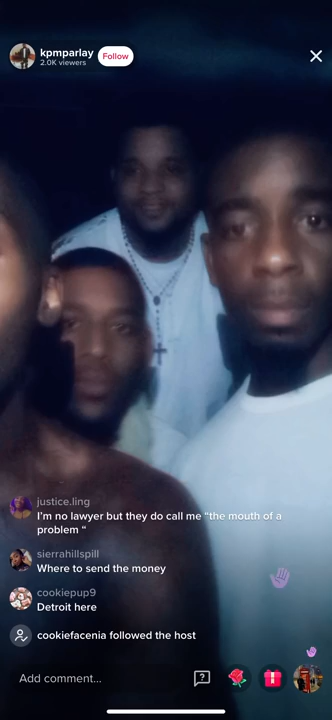 kpmparlay
2.0K viewers
Follow
justice.ling
I'm no lawyer but they do call me "the mouth of a
problem "
sierrahillspill
Where to send the money
cookiepup9
Detroit here
cookiefacenia followed the host
Add comment...